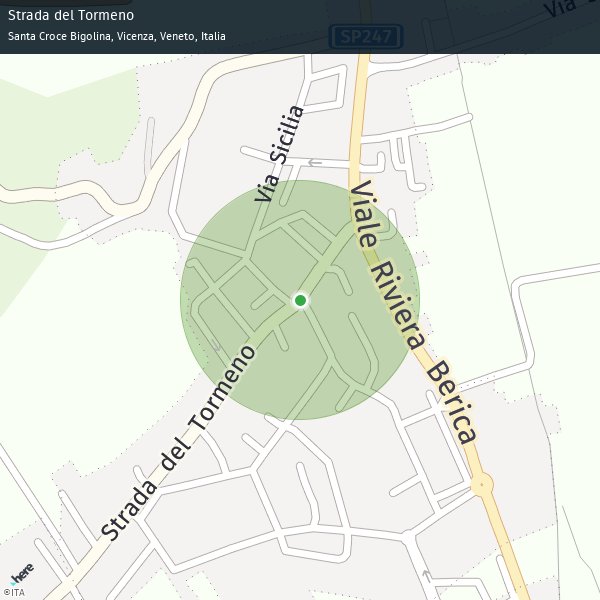 Strada del Tormeno
Santa Croce Bigolina, Vicenza, Veneto, Italia
SP247
Via
Via Sicilia
Viale Riviera Berica
Strada del Tormeno
here
©ITA